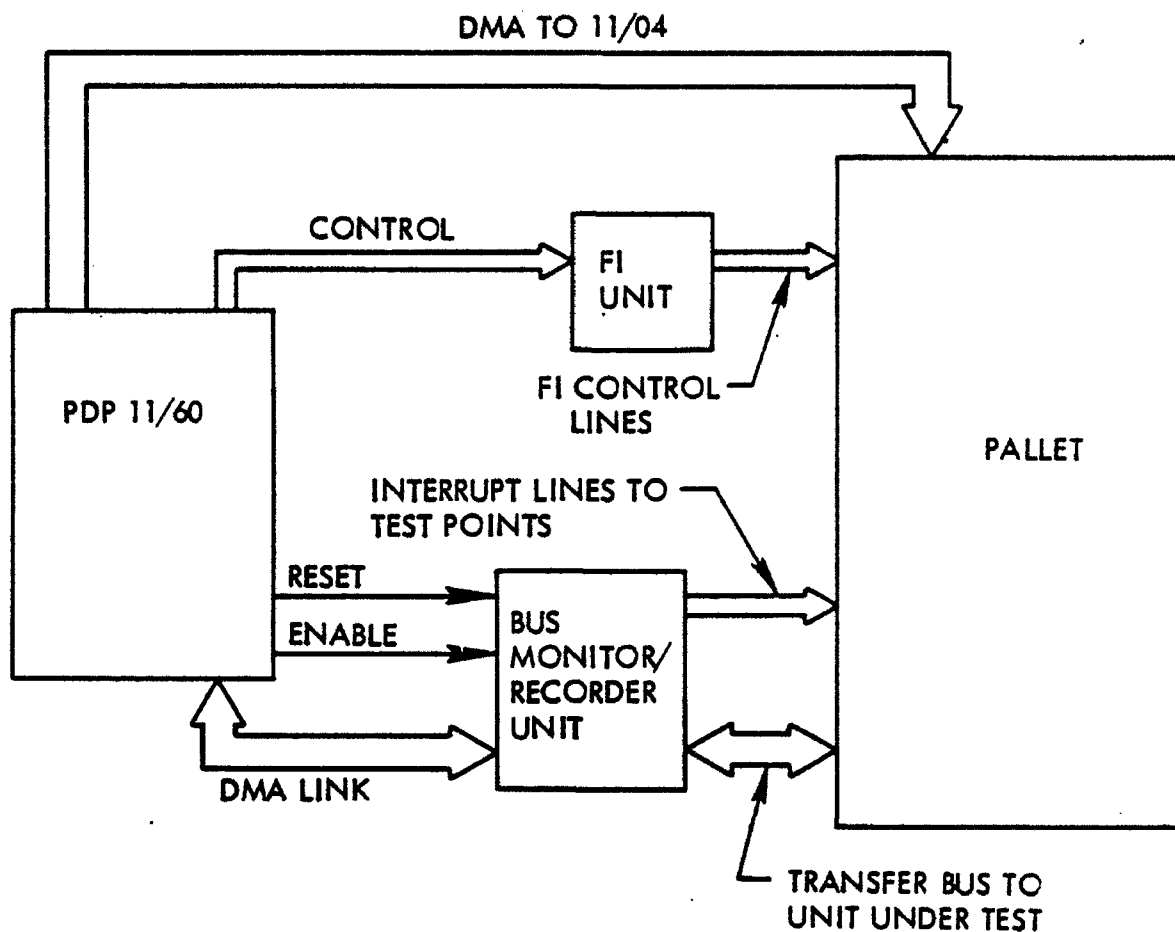 DMA TO 11/04
CONTROL
FI
UNIT
PDP 11/60
FI CONTROL
LINES
PALLET
INTERRUPT LINES TO
TEST POINTS
RESET
ENABLE
BUS
MONITOR/
RECORDER
UNIT
DMA LINK
TRANSFER BUS TO
UNIT UNDER TEST